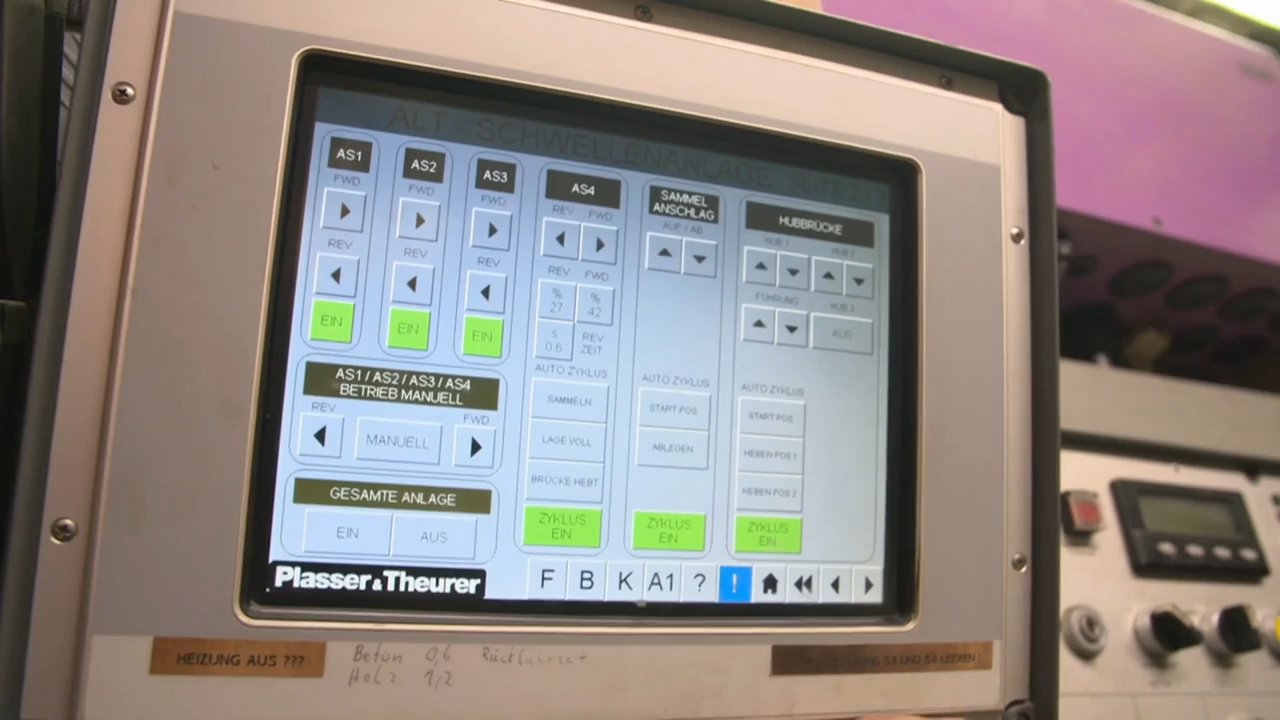 ALT - SCHWELLENANLAGE
AS1
FWD
REV
EIN
AS2
FWD
REV
EIN
AS3
FWD
REV
EIN
AS4
REV FWD
REV FWD
% %
27 42
S
0.6
REV
ZEIT
AUTO ZYKLUS
SAMMELN
LAGE VOLL
BRÜCKE HEBT
ZYKLUS
EIN
SAMMEL
ANSCHLAG
AUF / AB
AUTO ZYKLUS
START POS.
ABLEGEN
ZYKLUS
EIN
HUBBRÜCKE
HUB 1 HUB 2
FÜHRUNG HUB 2
AUS
AUTO ZYKLUS
START POS.
HEBEN POS 1
HEBEN POS 2
ZYKLUS
EIN
AS1 / AS2 / AS3 / AS4
BETRIEB MANUELL
REV FWD
MANUELL
GESAMTE ANLAGE
EIN AUS
Plasser & Theurer
F B K A1 ? !
HEIZUNG AUS ???
Beton 0,6
Holz 1,2
S3 UND S4 LEEREN !